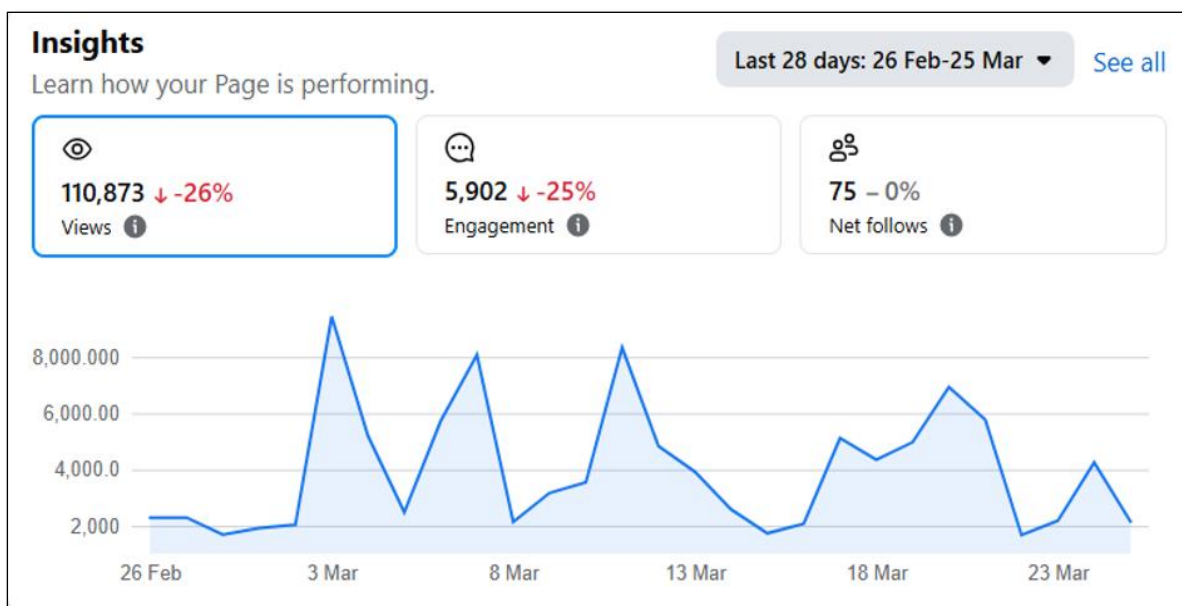 Insights
Learn how your Page is performing.
Last 28 days: 26 Feb-25 Mar
See all
110,873 ↓ -26%
Views
5,902 ↓ -25%
Engagement
75 – 0%
Net follows
8,000.000
6,000.00
4,000.0
2,000
26 Feb
3 Mar
8 Mar
13 Mar
18 Mar
23 Mar